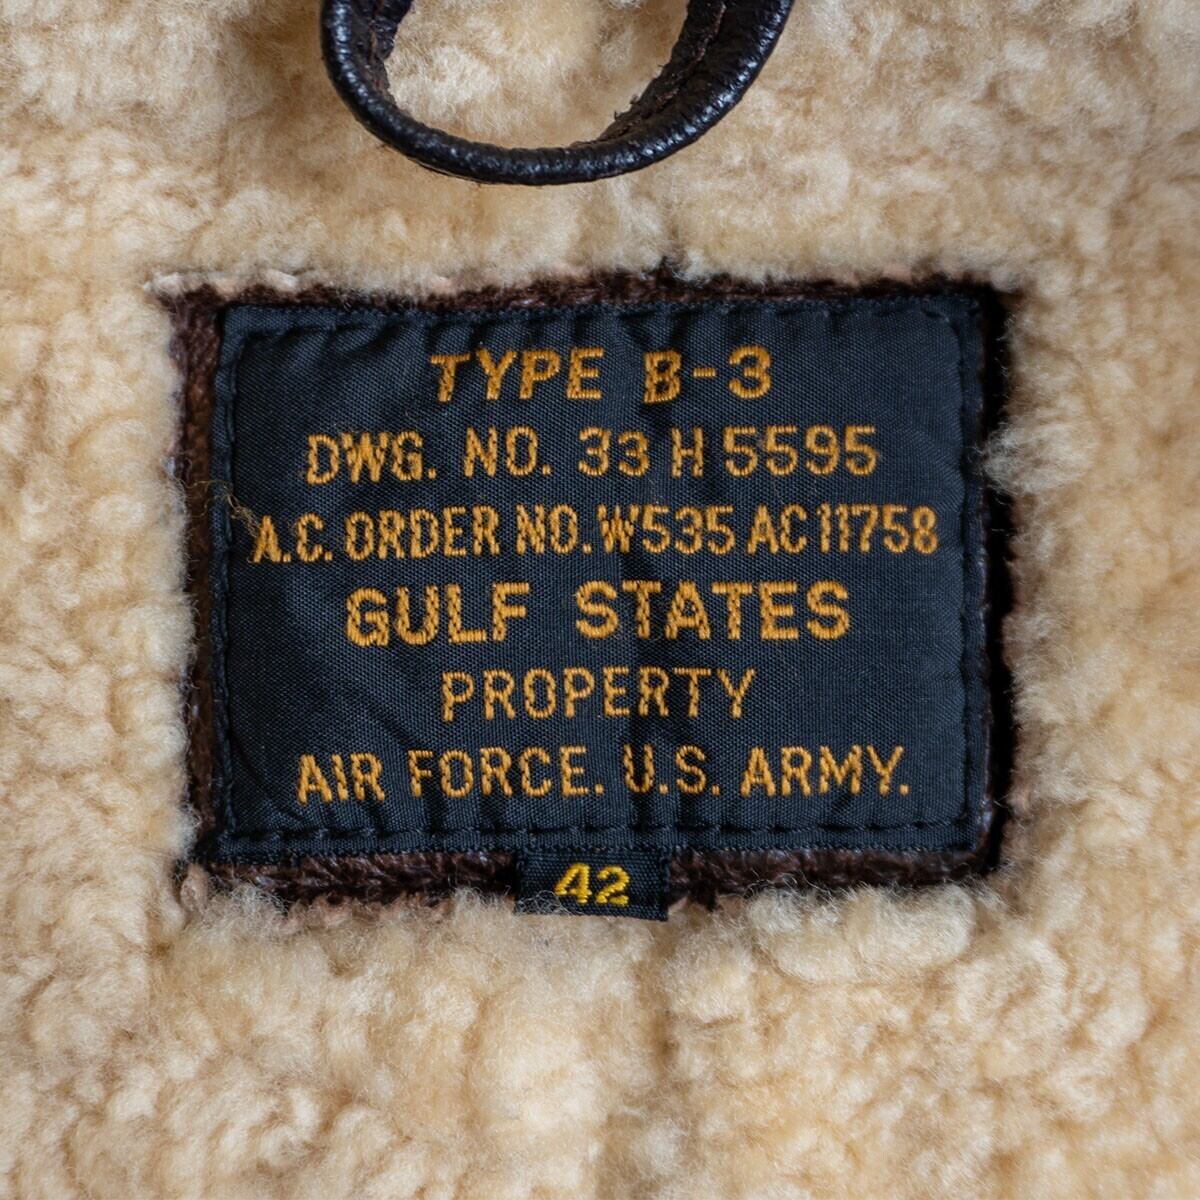 TYPE B-3
DWG. NO. 33 H 5595
A.C. ORDER NO. W535 AC 11758
GULF STATES
PROPERTY
AIR FORCE. U.S. ARMY.
42